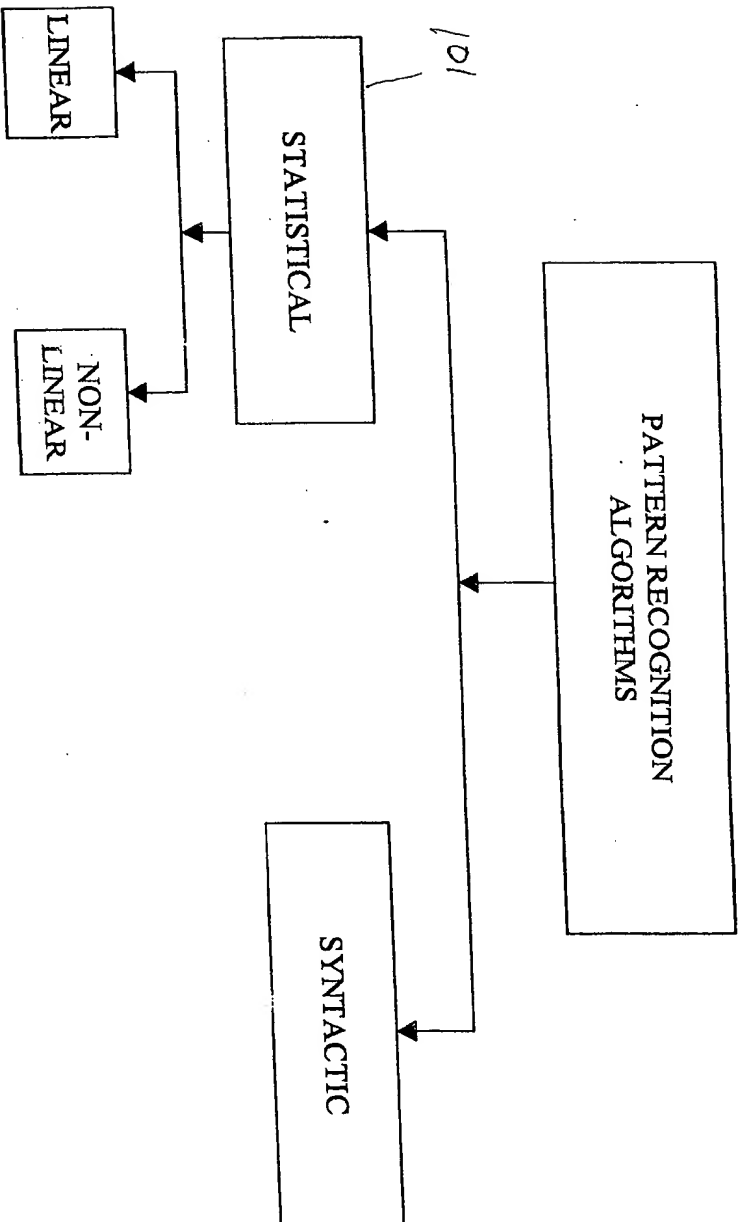 PATTERN RECOGNITION
ALGORITHMS
101
STATISTICAL
SYNTACTIC
LINEAR
NON-
LINEAR